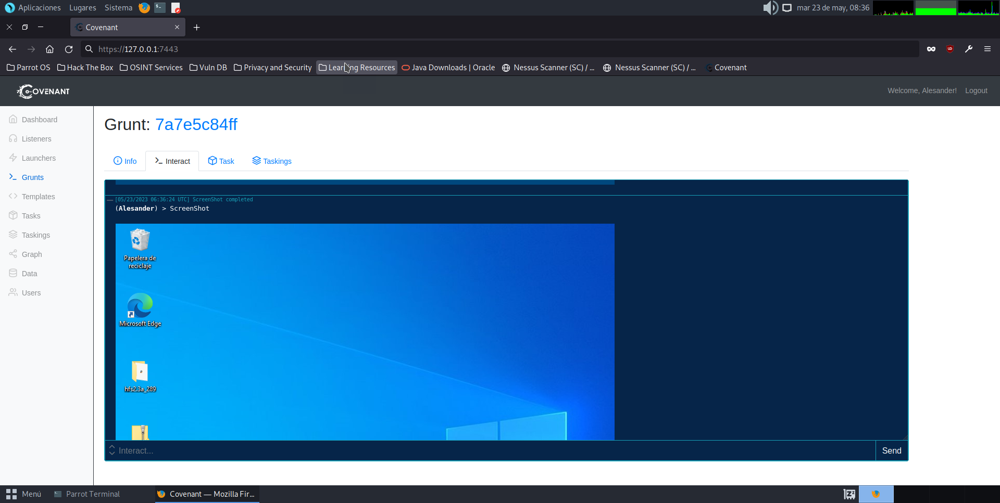 Aplicaciones Lugares Sistema mar 23 de may, 08:36
Covenant
https://127.0.0.1:7443
Parrot OS Hack The Box OSINT Services Vuln DB Privacy and Security Learning Resources Java Downloads | Oracle Nessus Scanner (SC) / ... Nessus Scanner (SC) / ... Covenant
COVENANT Welcome, Alesander! Logout
Dashboard
Listeners
Launchers
Grunts
Templates
Tasks
Taskings
Graph
Data
Users
Grunt: 7a7e5c84ff
Info Interact Task Taskings
[05/23/2023 06:36:24 UTC] ScreenShot completed
(Alesander) > ScreenShot
Papelera de
reciclaje
Microsoft Edge
hfs2.3a_289
Interact... Send
Menú Parrot Terminal Covenant — Mozilla Fir...